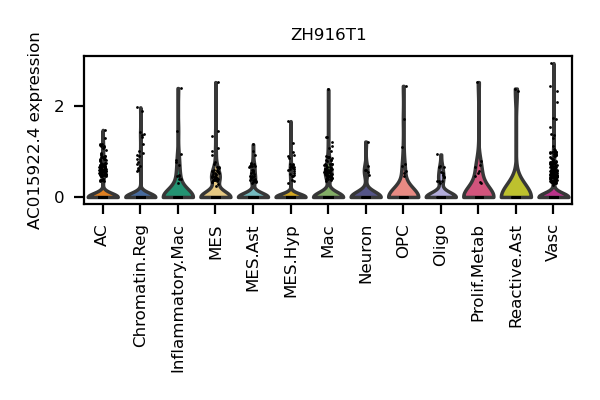 ZH916T1
AC015922.4 expression
2
0
AC
Chromatin.Reg
Inflammatory.Mac
MES
MES.Ast
MES.Hyp
Mac
Neuron
OPC
Oligo
Prolif.Metab
Reactive.Ast
Vasc